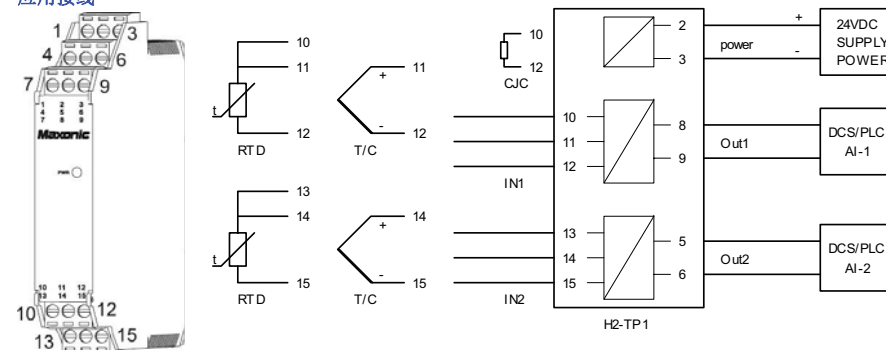 应用接线
1 3
4 6
7 9
1 2 3
4 5 6
7 8 9
Maxonic
PWR
10 11 12
13 14 15
10 12
13 15
10
11
12
t
RTD
11
+
-
12
T/C
13
14
15
t
RTD
14
+
-
15
T/C
10
12
CJC
10
11
12
IN1
13
14
15
IN2
2
3
8
9
5
6
H2-TP1
+
power
-
Out1
Out2
24VDC
SUPPLY
POWER
DCS/PLC
AI-1
DCS/PLC
AI-2